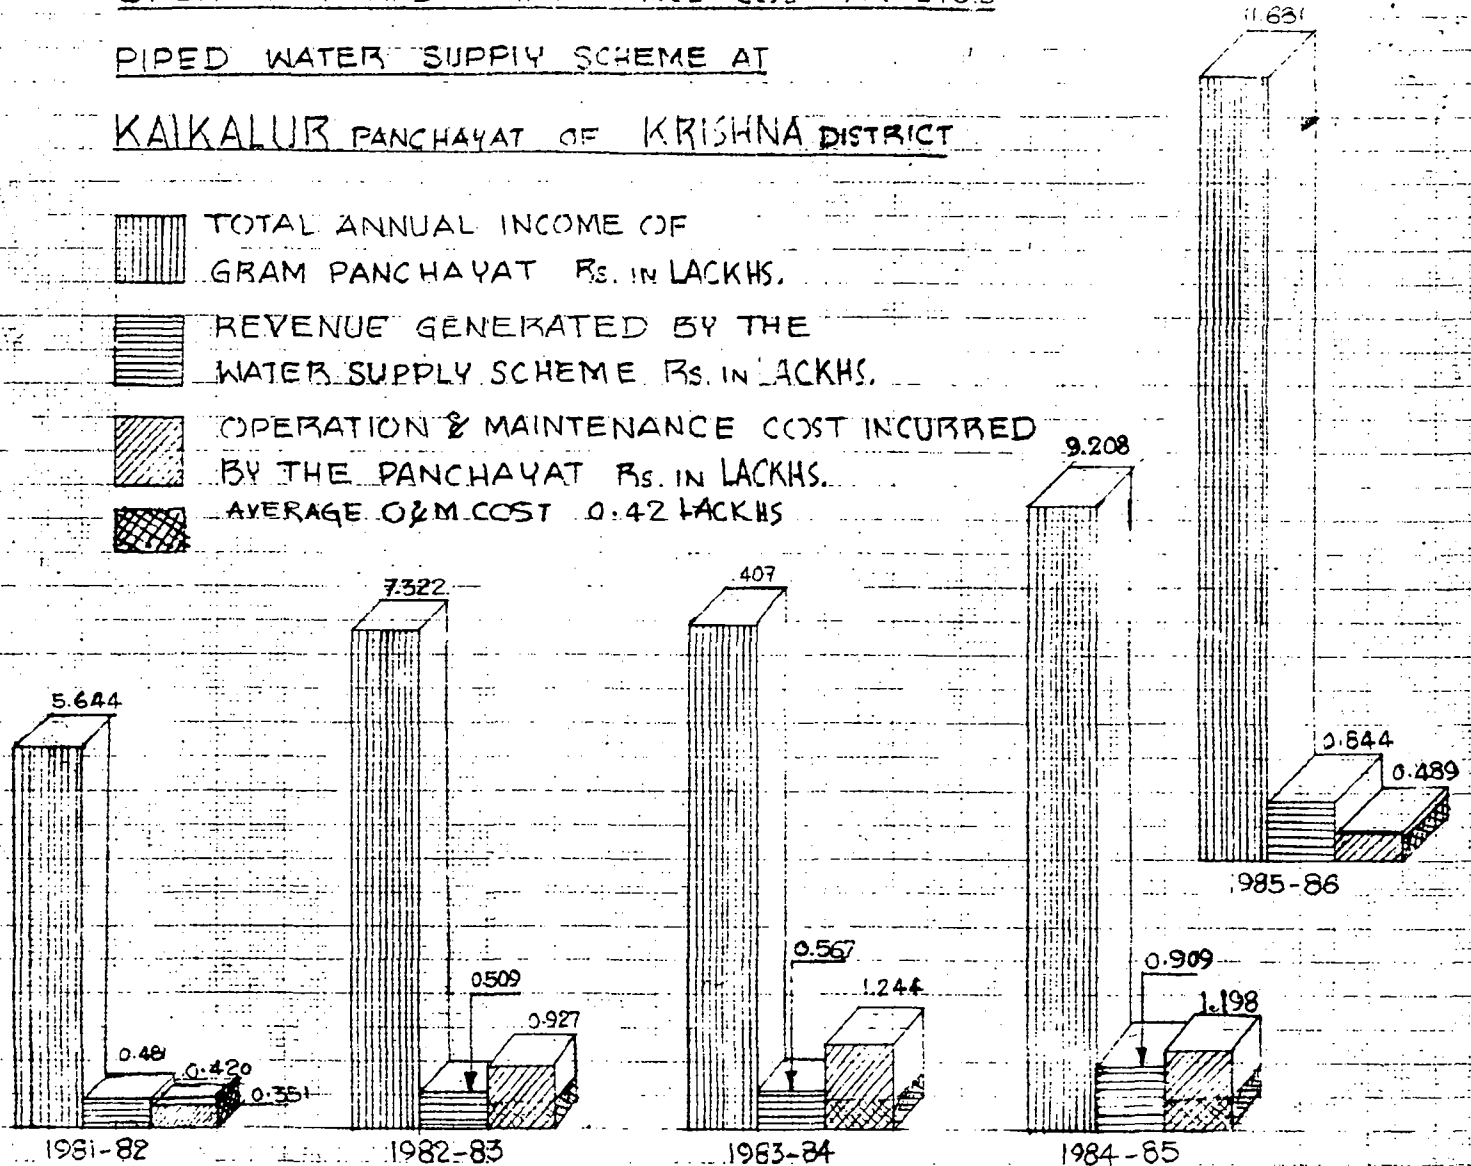 PIPED WATER SUPPLY SCHEME AT
KAIKALUR PANCHAYAT OF KRISHNA DISTRICT
TOTAL ANNUAL INCOME OF
GRAM PANCHAYAT Rs. IN LACKHS.
REVENUE GENERATED BY THE
WATER SUPPLY SCHEME Rs. IN LACKHS.
OPERATION & MAINTENANCE COST INCURRED
BY THE PANCHAYAT Rs. IN LACKHS.
AVERAGE O&M COST 0.42 LACKHS
5.644
0.481
0.420
0.351
1981-82
7.322
0.509
0.927
1982-83
407
0.567
1.244
1983-84
9.208
0.909
1.198
1984-85
11.631
0.844
0.489
1985-86